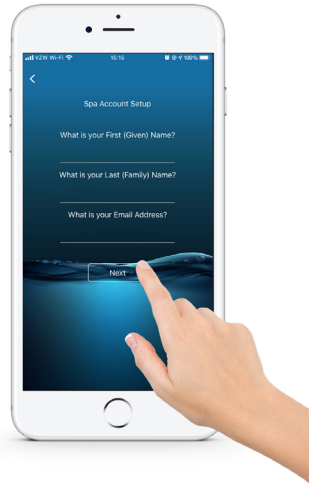 VZW Wi-Fi 15:15 100%
Spa Account Setup
What is your First (Given) Name?
What is your Last (Family) Name?
What is your Email Address?
Next